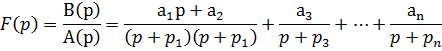 F(p) = B(p)/A(p) = (a₁p + a₂)/((p + p₁)(p + p₁)) + a₃/(p + p₃) + ⋯ + aₙ/(p + pₙ)